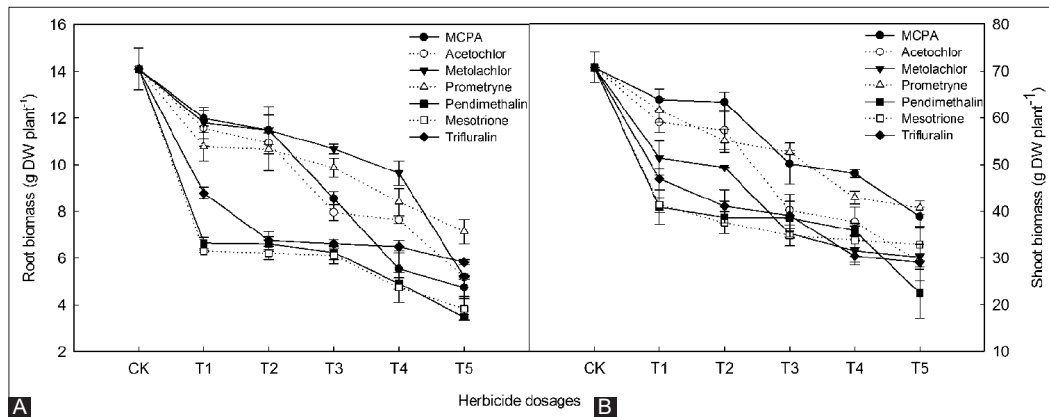 16
14
12
10
8
6
4
2
Root biomass (g DW plant⁻¹)
MCPA
Acetochlor
Metolachlor
Prometryne
Pendimethalin
Mesotrione
Trifluralin
CK T1 T2 T3 T4 T5
A
MCPA
Acetochlor
Metolachlor
Prometryne
Pendimethalin
Mesotrione
Trifluralin
80
70
60
50
40
30
20
10
Shoot biomass (g DW plant⁻¹)
CK T1 T2 T3 T4 T5
B
Herbicide dosages